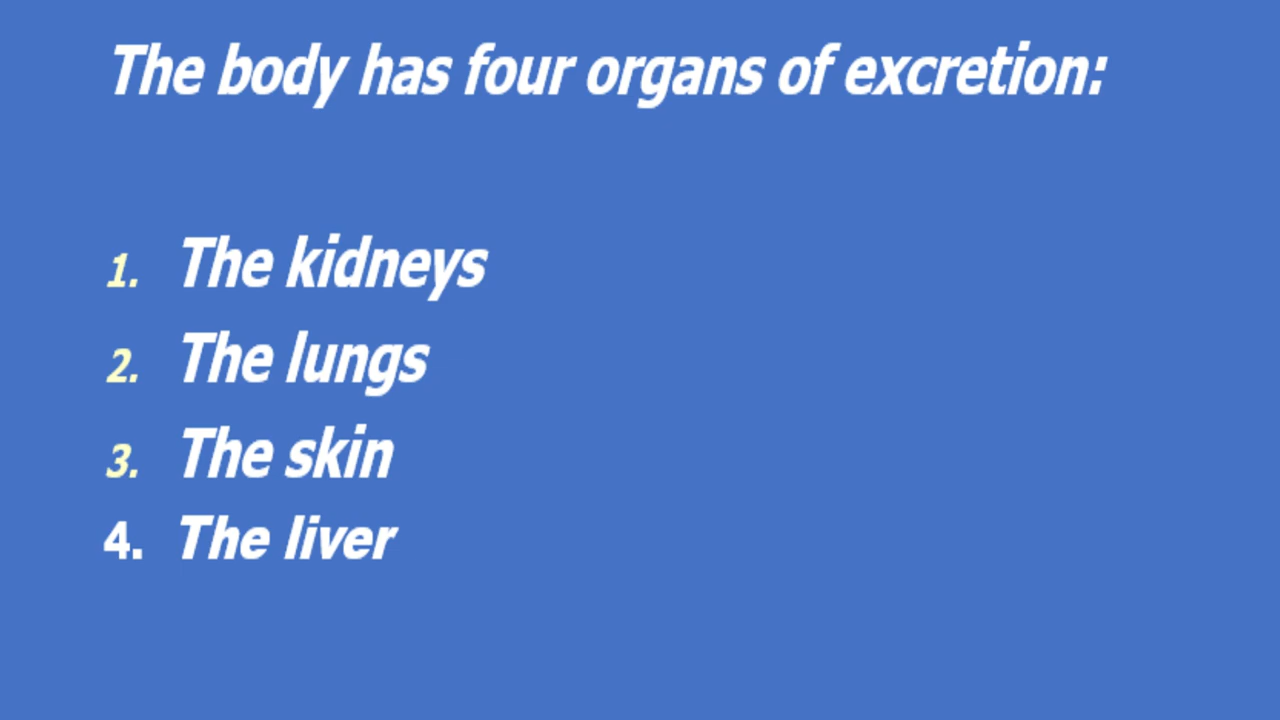 The body has four organs of excretion:
1. The kidneys
2. The lungs
3. The skin
4. The liver